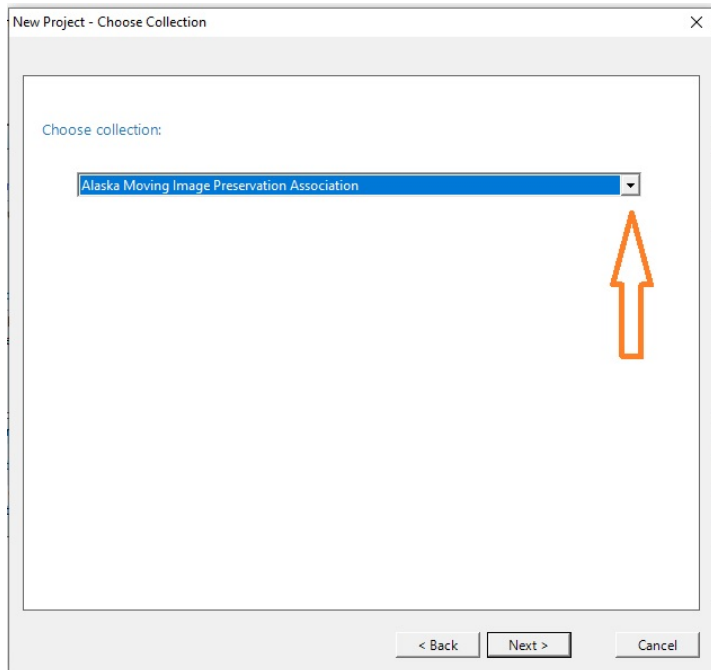 New Project - Choose Collection
Choose collection:
Alaska Moving Image Preservation Association
< Back Next > Cancel